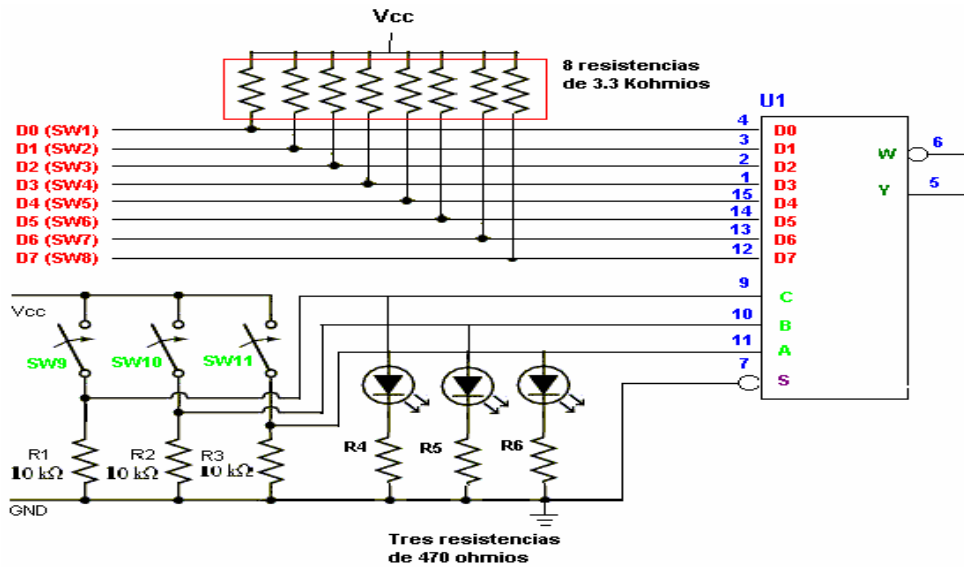 Vcc
8 resistencias
de 3.3 Kohmios
U1
D0 (SW1)
4
D0
D1 (SW2)
3
D1
W
6
D2 (SW3)
2
D2
D3 (SW4)
1
D3
Y
5
D4 (SW5)
15
D4
D5 (SW6)
14
D5
D6 (SW7)
13
D6
D7 (SW8)
12
D7
9
C
Vcc
10
B
SW9
SW10
SW11
11
A
7
S
R1
10 kΩ
R2
10 kΩ
R3
10 kΩ
R4
R5
R6
GND
Tres resistencias
de 470 ohmios